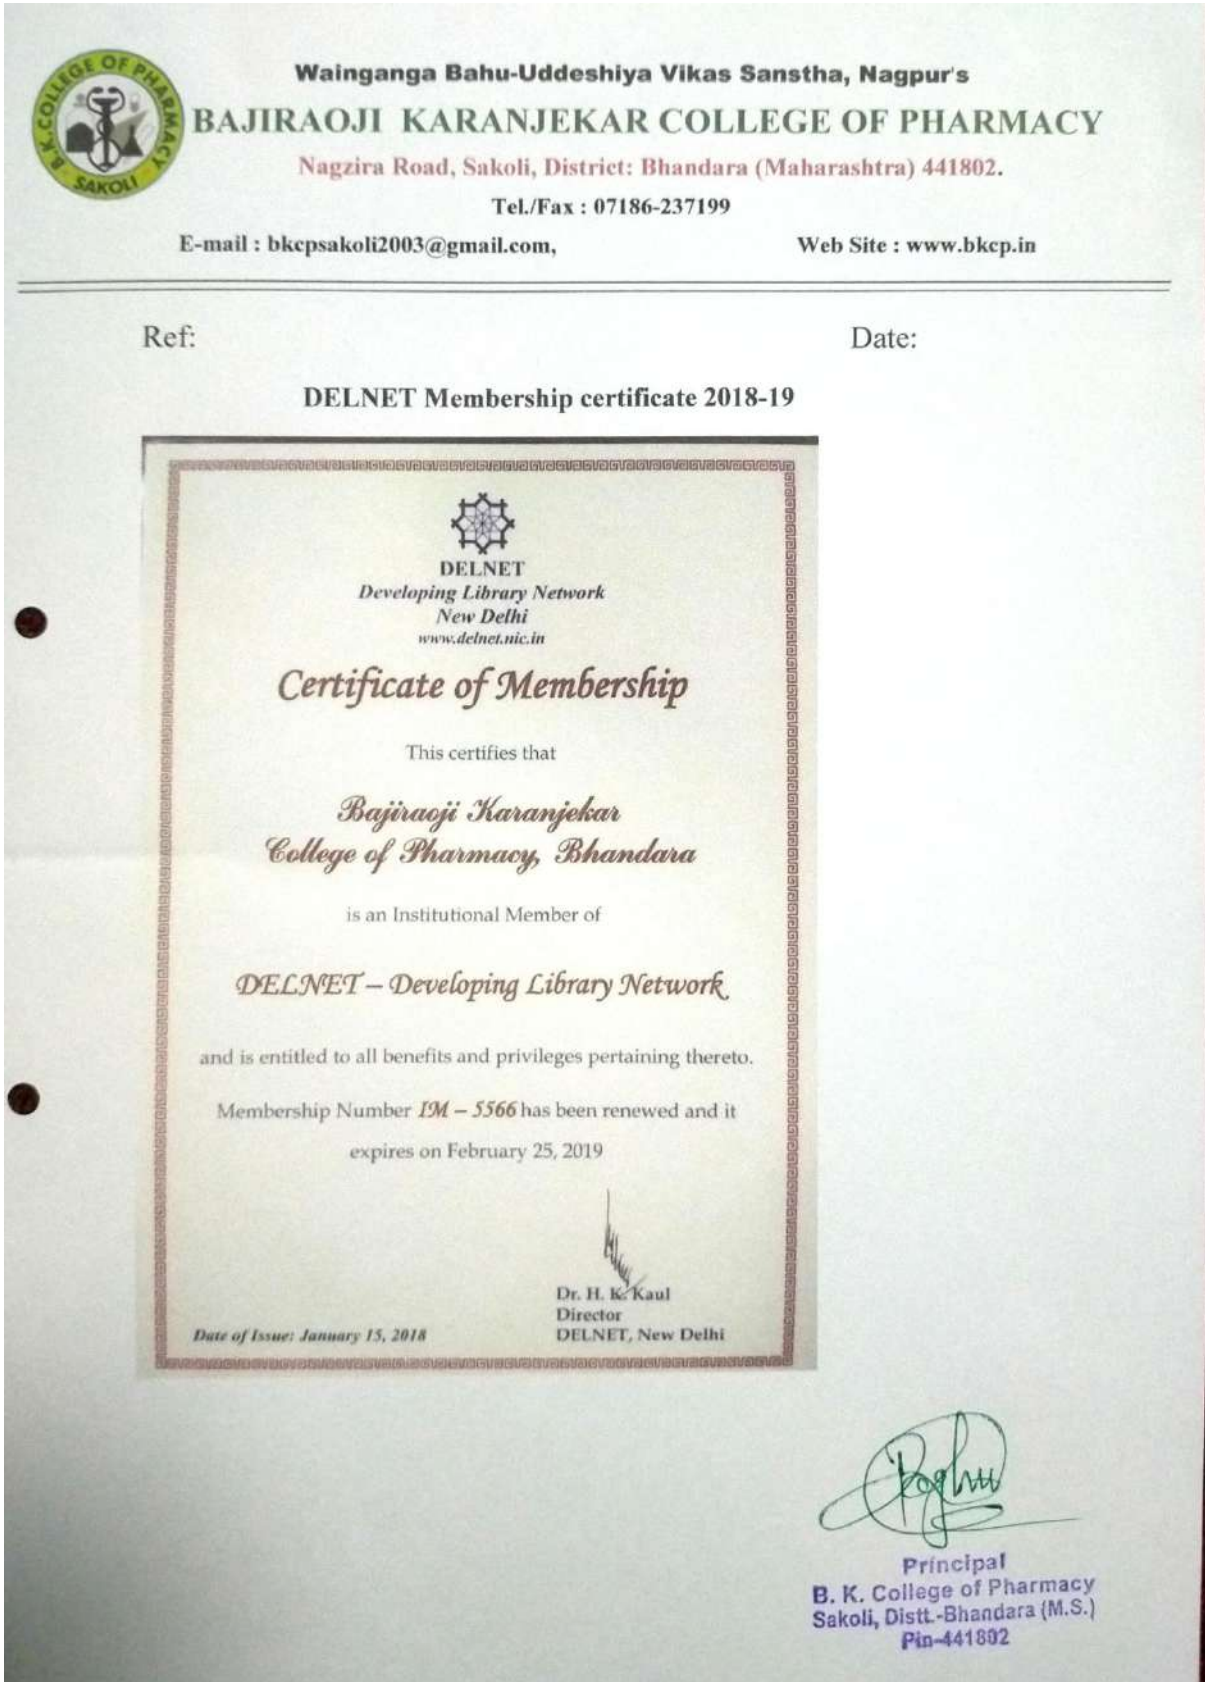 B.K.COLLEGE OF PHARMACY
SAKOLI
Wainganga Bahu-Uddeshiya Vikas Sanstha, Nagpur's
BAJIRAOJI KARANJEKAR COLLEGE OF PHARMACY
Nagzira Road, Sakoli, District: Bhandara (Maharashtra) 441802.
Tel./Fax : 07186-237199
E-mail : bkcpsakoli2003@gmail.com, Web Site : www.bkcp.in
Ref: Date:
DELNET Membership certificate 2018-19
DELNET
Developing Library Network
New Delhi
www.delnet.nic.in
Certificate of Membership
This certifies that
Bajiraoji Karanjekar
College of Pharmacy, Bhandara
is an Institutional Member of
DELNET – Developing Library Network
and is entitled to all benefits and privileges pertaining thereto.
Membership Number IM – 5566 has been renewed and it
expires on February 25, 2019
Dr. H. K. Kaul
Director
Date of Issue: January 15, 2018 DELNET, New Delhi
Principal
B. K. College of Pharmacy
Sakoli, Distt.-Bhandara (M.S.)
Pin-441802